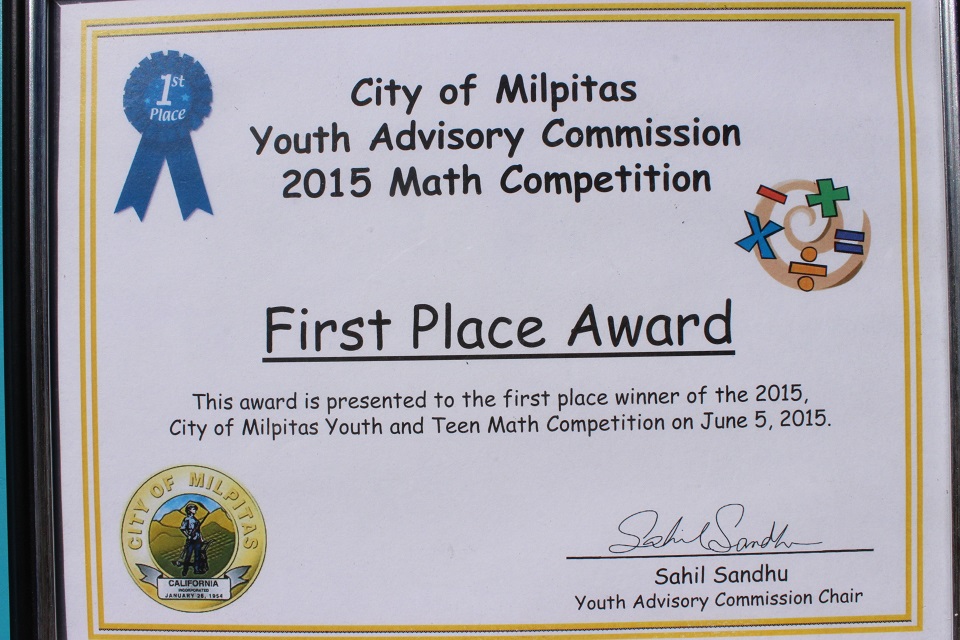 1st
Place
City of Milpitas
Youth Advisory Commission
2015 Math Competition
First Place Award
This award is presented to the first place winner of the 2015,
City of Milpitas Youth and Teen Math Competition on June 5, 2015.
CITY OF MILPITAS
CALIFORNIA
INCORPORATED
JANUARY 26, 1954
Sahil Sandhu
Sahil Sandhu
Youth Advisory Commission Chair